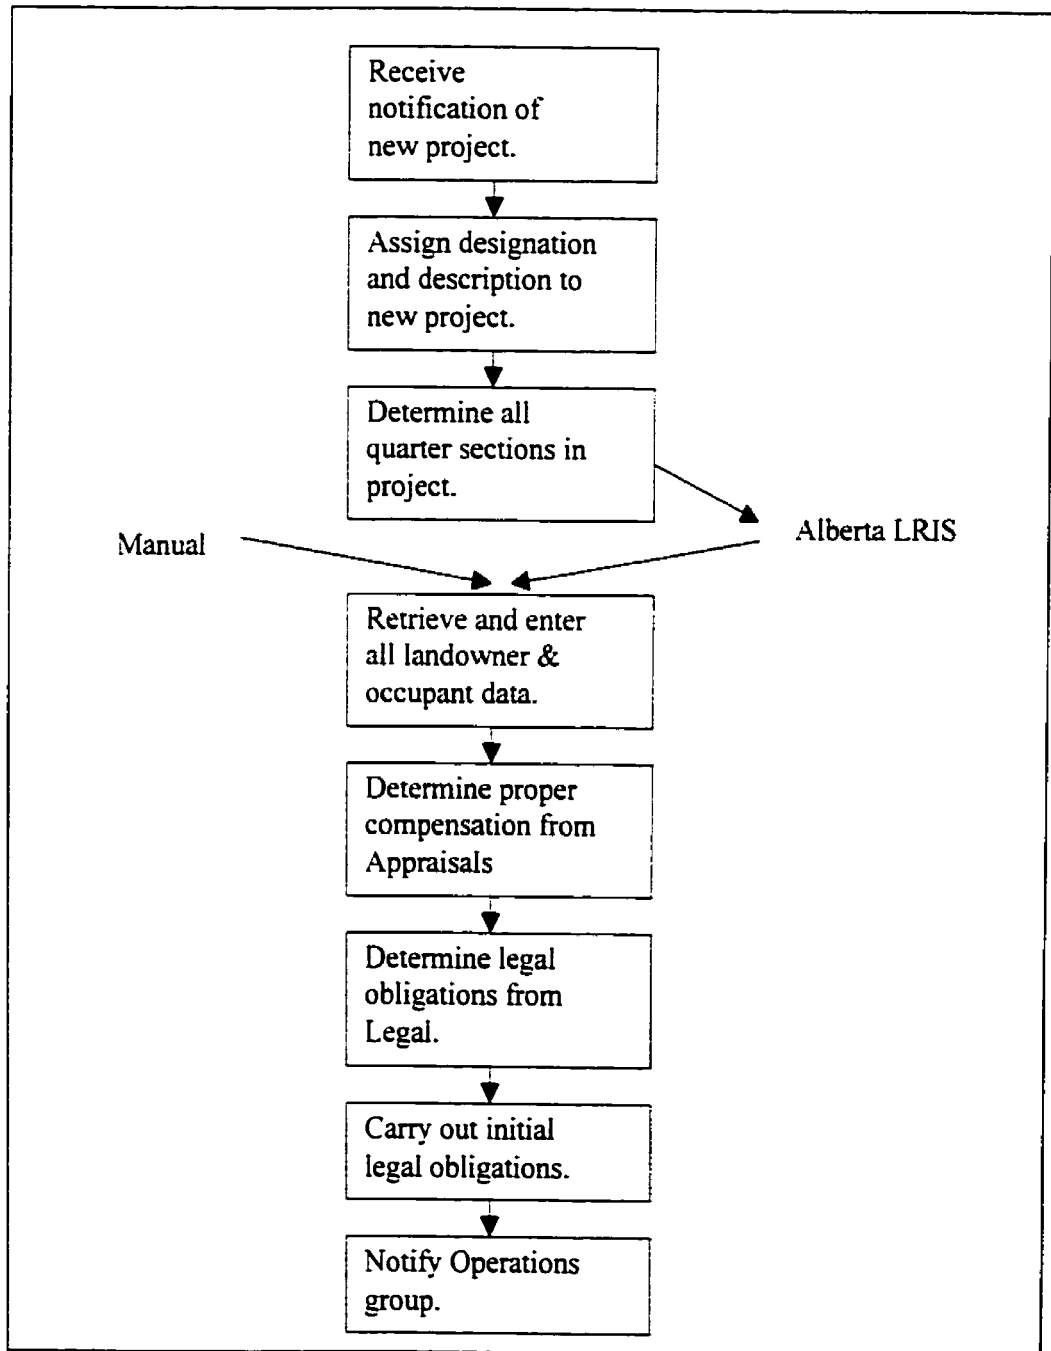 Receive
notification of
new project.
Assign designation
and description to
new project.
Determine all
quarter sections in
project.
Manual
Alberta LRIS
Retrieve and enter
all landowner &
occupant data.
Determine proper
compensation from
Appraisals
Determine legal
obligations from
Legal.
Carry out initial
legal obligations.
Notify Operations
group.